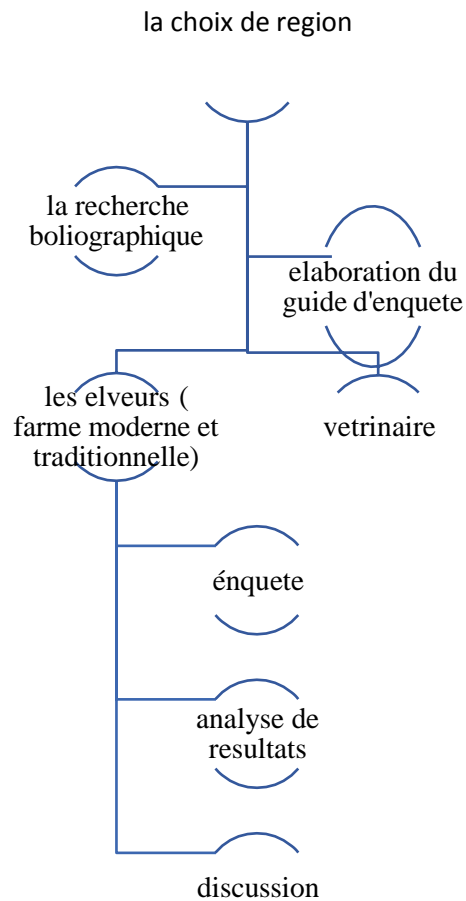 la choix de region
la recherche
boliographique
elaboration du
guide d'enquete
les elveurs (
farme moderne et
traditionnelle)
vetrinaire
énquete
analyse de
resultats
discussion